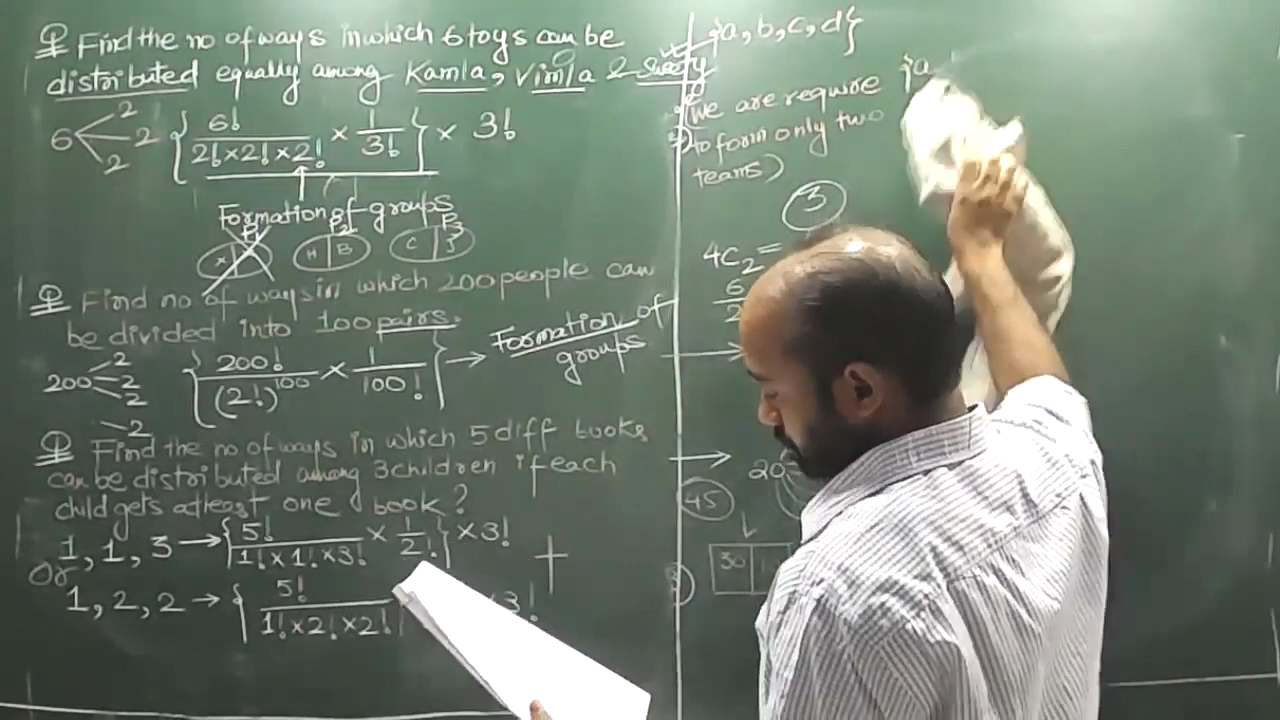 Q Find the no of ways in which 6 toys can be
distributed equally among Kamla, Vimla & Sweety
6 2 2 2 { 6! / 2! × 2! × 2! × 1 / 3! } × 3!
Formation of groups
P1 P2 P3
H B C J
Q Find no of ways in which 200 people can
be divided into 100 pairs.
200 2 2 2 2 { 200! / (2!)^100 × 1 / 100! } → Formation of
groups
Q Find the no of ways in which 5 diff books
can be distributed among 3 children if each
child gets atleast one book?
1, 1, 3 → { 5! / 1! × 1! × 3! × 1 / 2! } × 3!
Or +
1, 2, 2 → { 5! / 1! × 2! × 2! 3!
{a, b, c, d}
(we are require
to form only two
teams)
{a
3
4C2 =
6
2
20
45
30